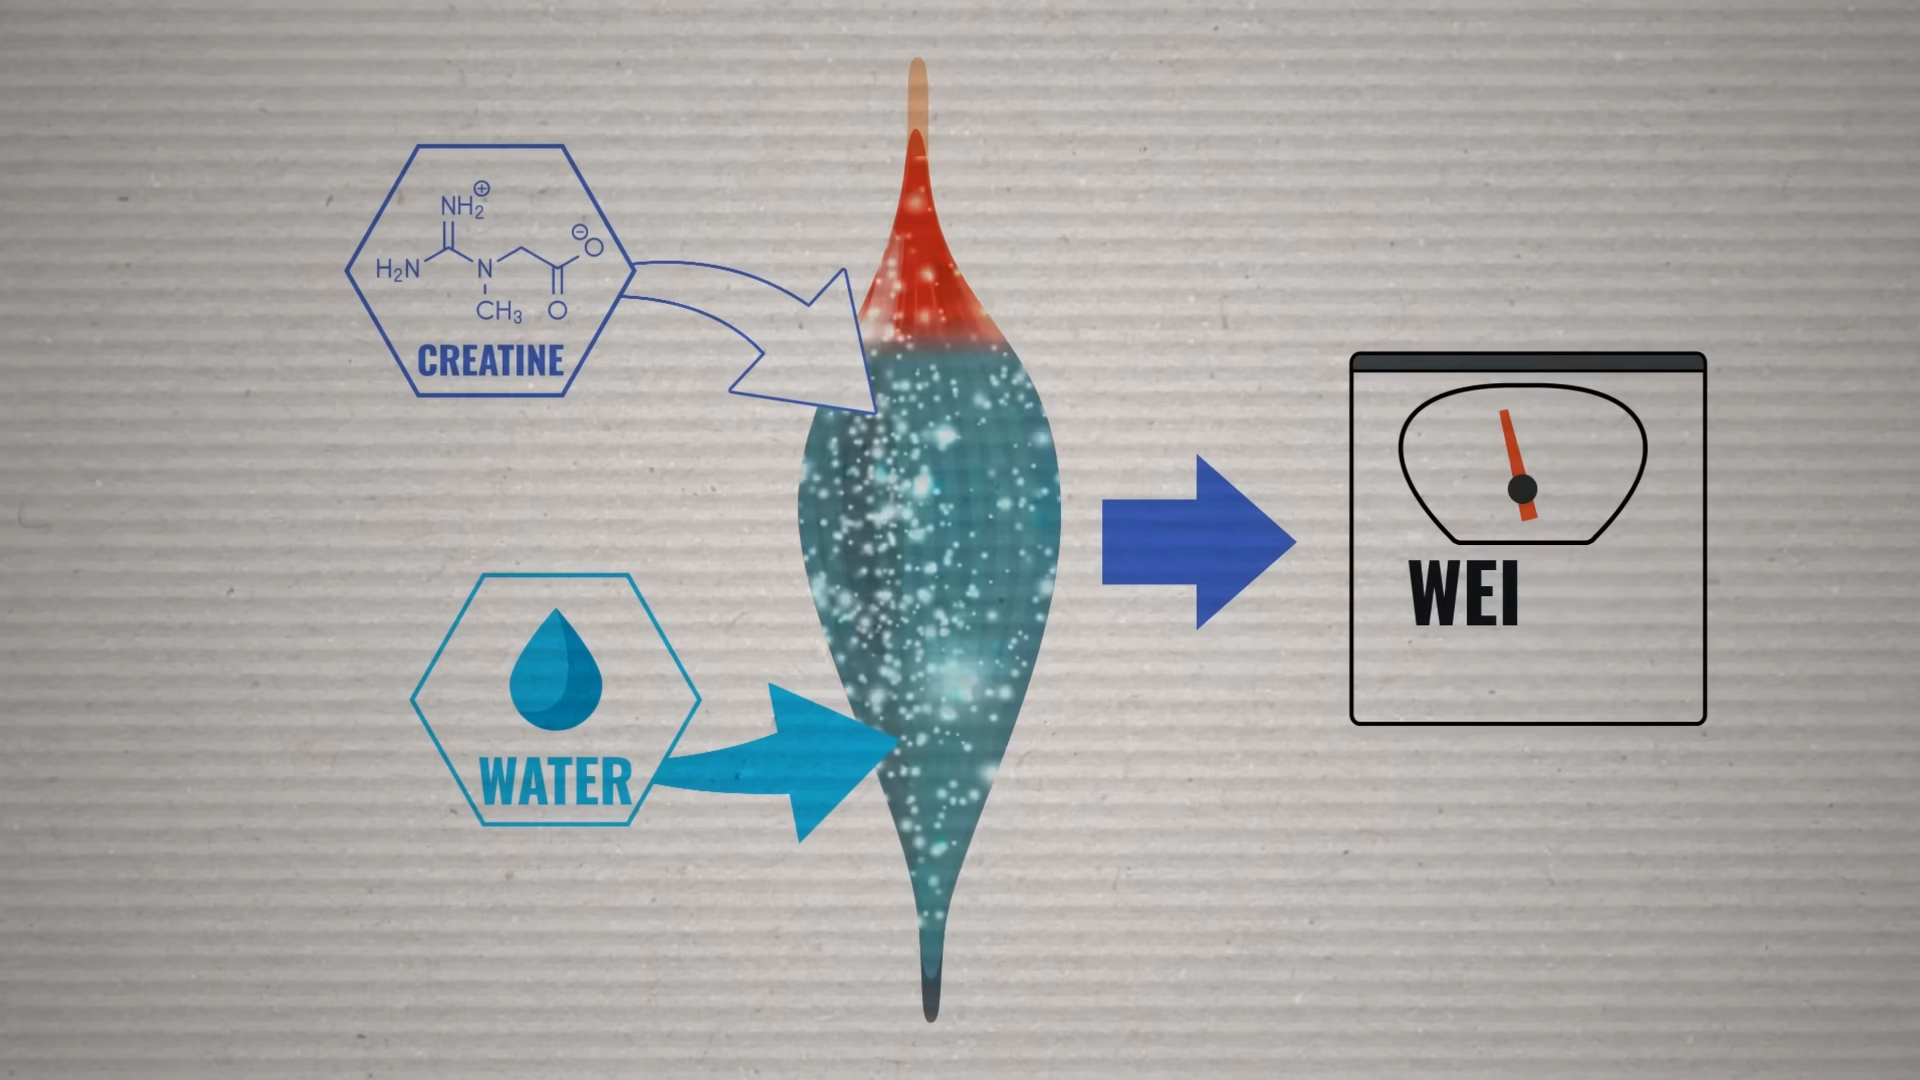 NH₂⊕
⊖O
H₂N N
CH₃ O
CREATINE
WEI
WATER